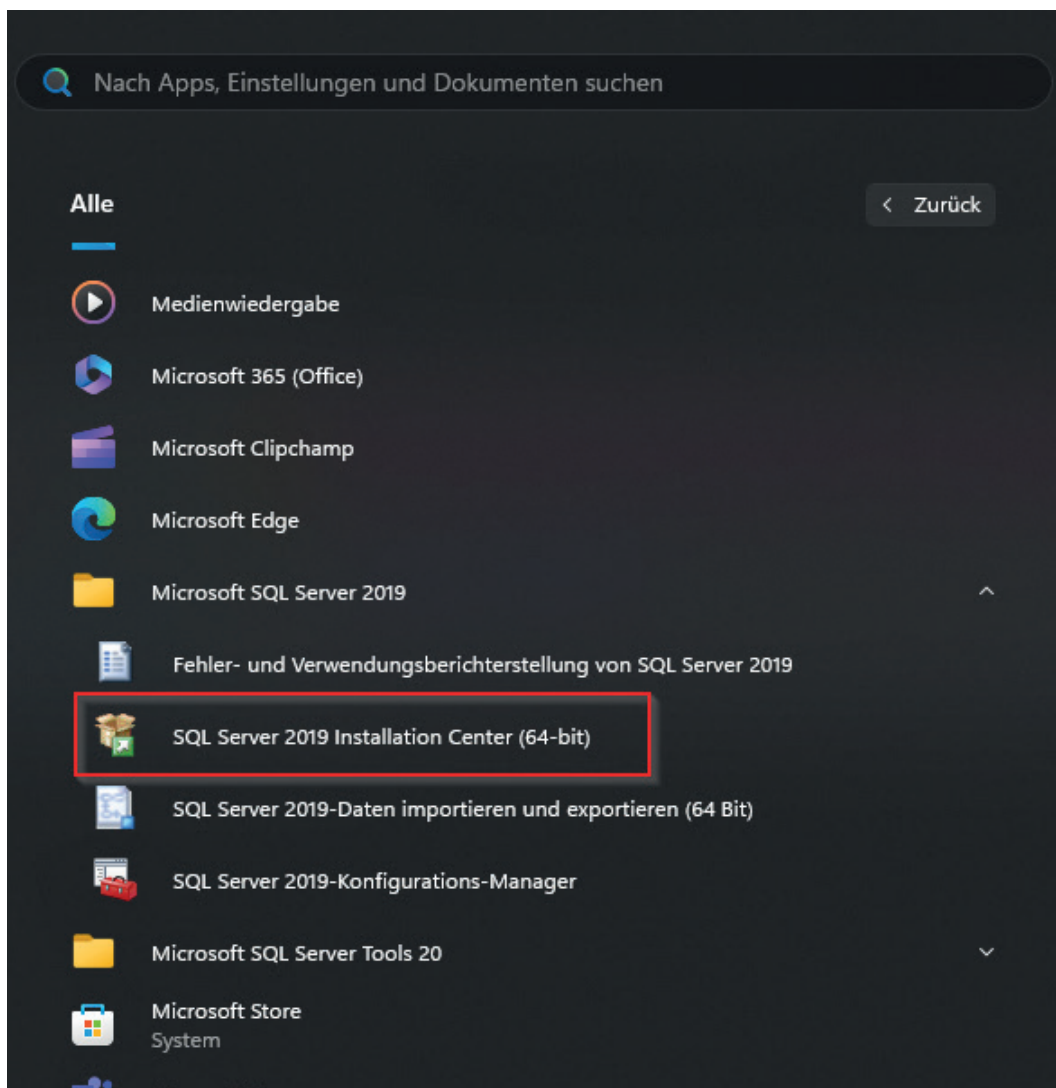 Nach Apps, Einstellungen und Dokumenten suchen
Alle
Zurück
Medienwiedergabe
Microsoft 365 (Office)
Microsoft Clipchamp
Microsoft Edge
Microsoft SQL Server 2019
Fehler- und Verwendungsberichterstellung von SQL Server 2019
SQL Server 2019 Installation Center (64-bit)
SQL Server 2019-Daten importieren und exportieren (64 Bit)
SQL Server 2019-Konfigurations-Manager
Microsoft SQL Server Tools 20
Microsoft Store
System